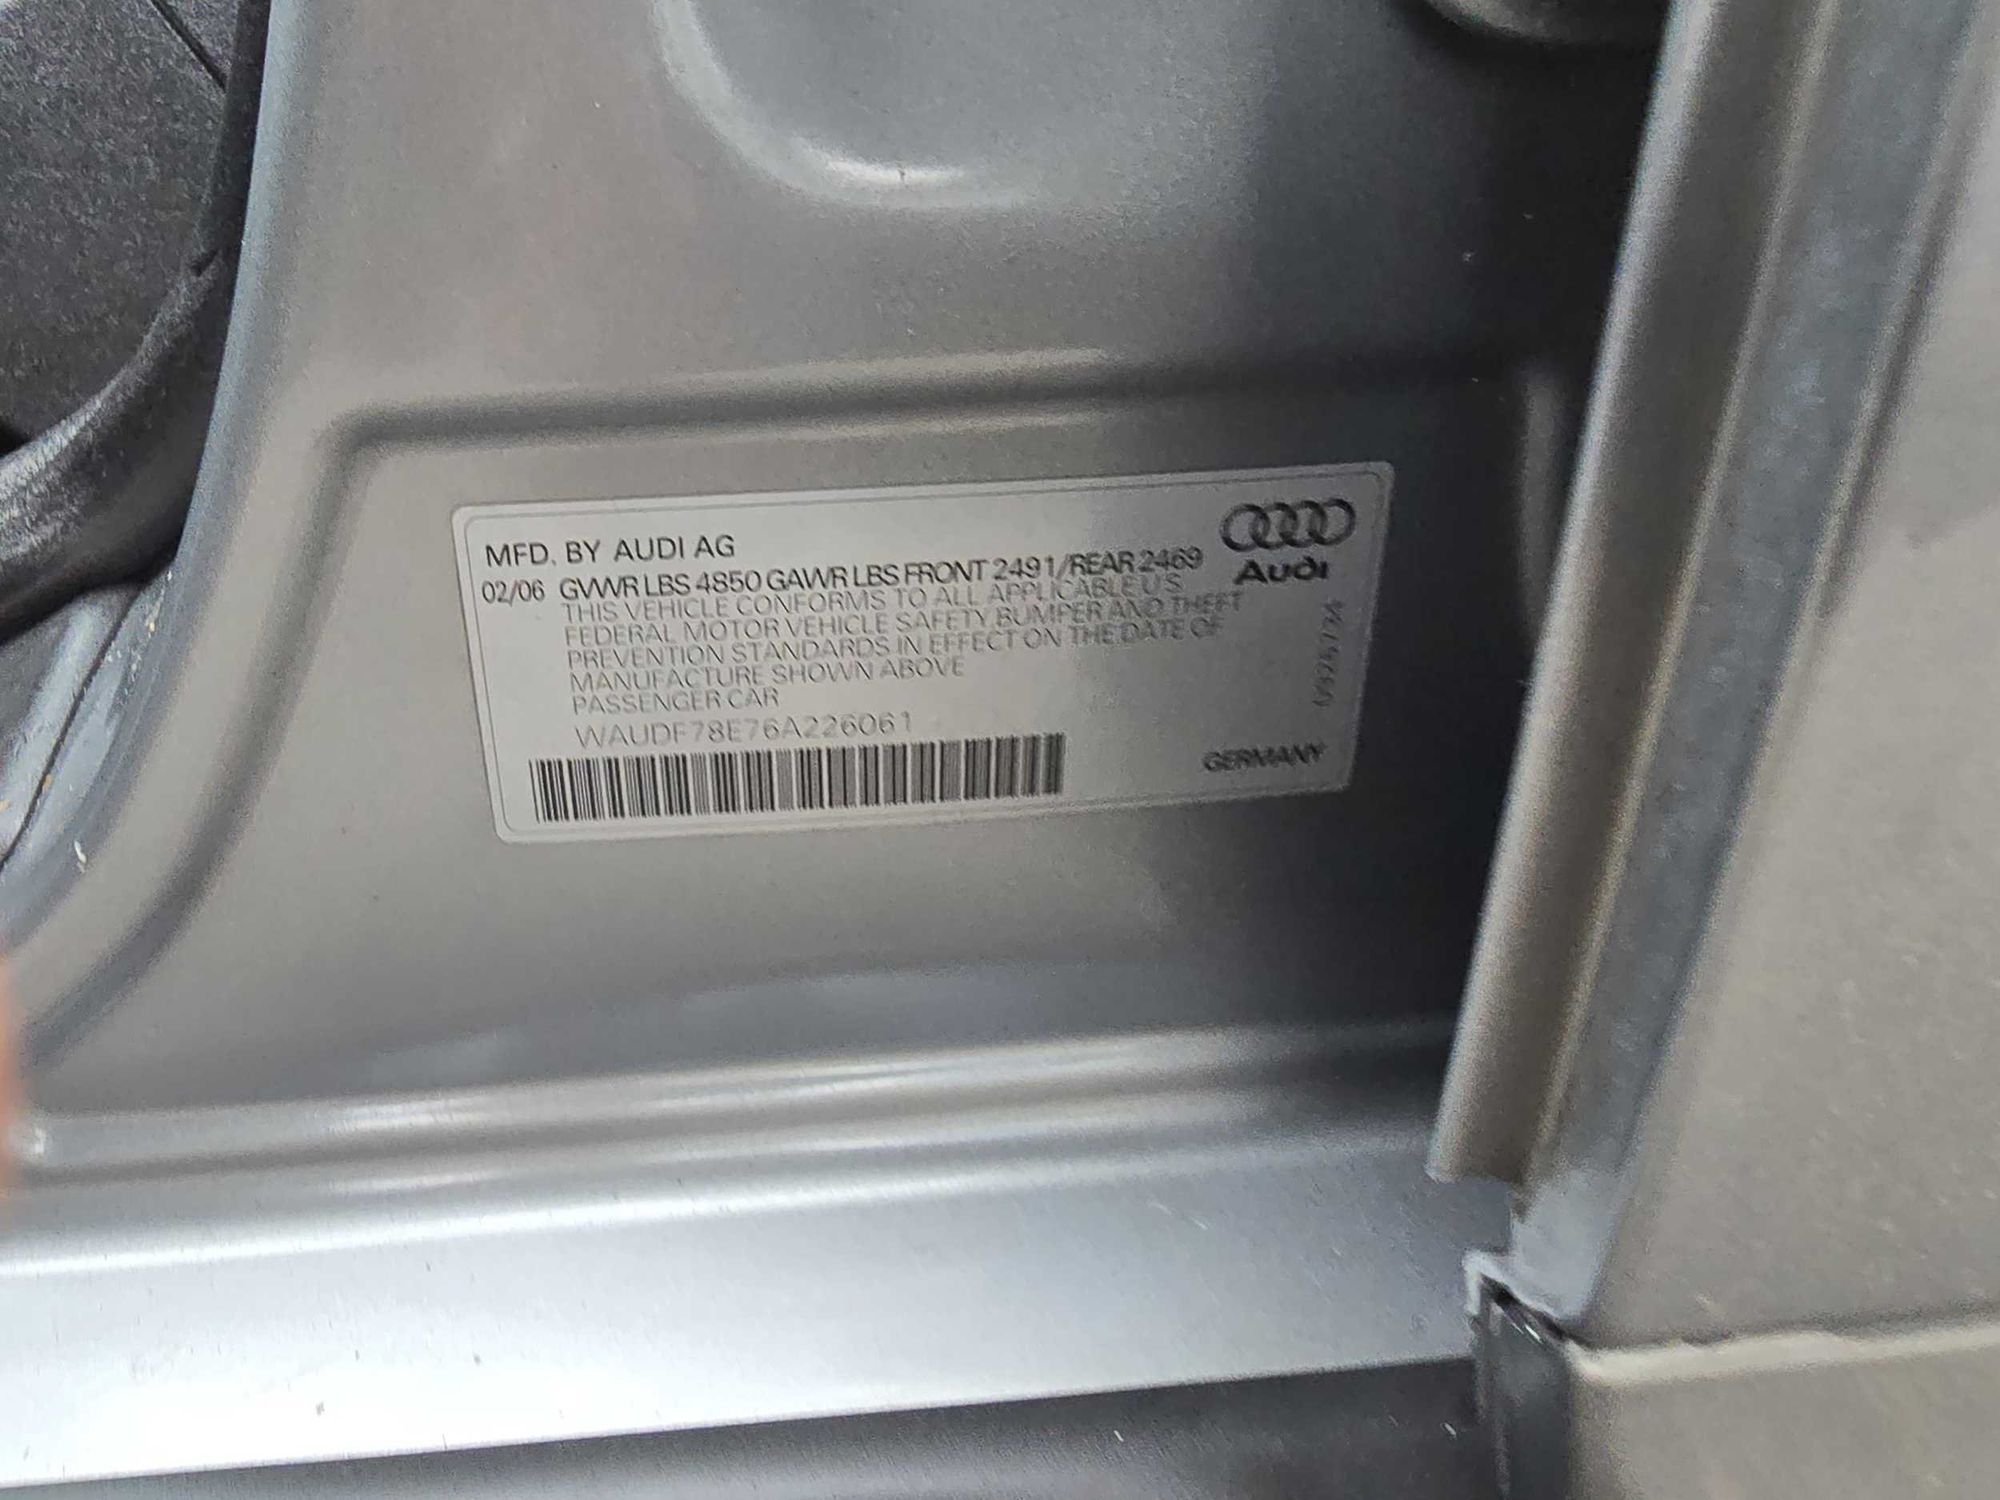 MFD. BY AUDI AG
Audi
02/06 GVWR LBS 4850 GAWR LBS FRONT 2491/REAR 2469
THIS VEHICLE CONFORMS TO ALL APPLICABLE U.S.
FEDERAL MOTOR VEHICLE SAFETY BUMPER AND THEFT
PREVENTION STANDARDS IN EFFECT ON THE DATE OF
MANUFACTURE SHOWN ABOVE
PASSENGER CAR
WAUDF78E76A226061
GERMANY